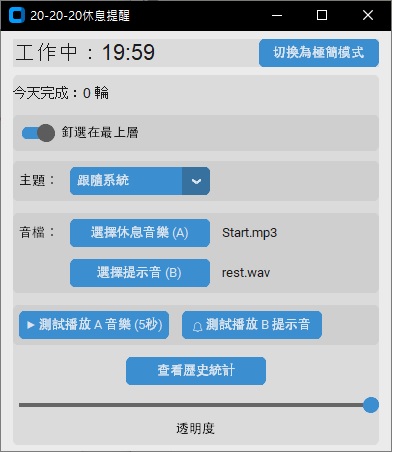 20-20-20休息提醒
工作中：19:59 切換為極簡模式
今天完成：0 輪
釘選在最上層
主題： 跟隨系統
音檔： 選擇休息音樂 (A) Start.mp3
選擇提示音 (B) rest.wav
▶ 測試播放 A 音樂 (5秒) 🔔 測試播放 B 提示音
查看歷史統計
透明度